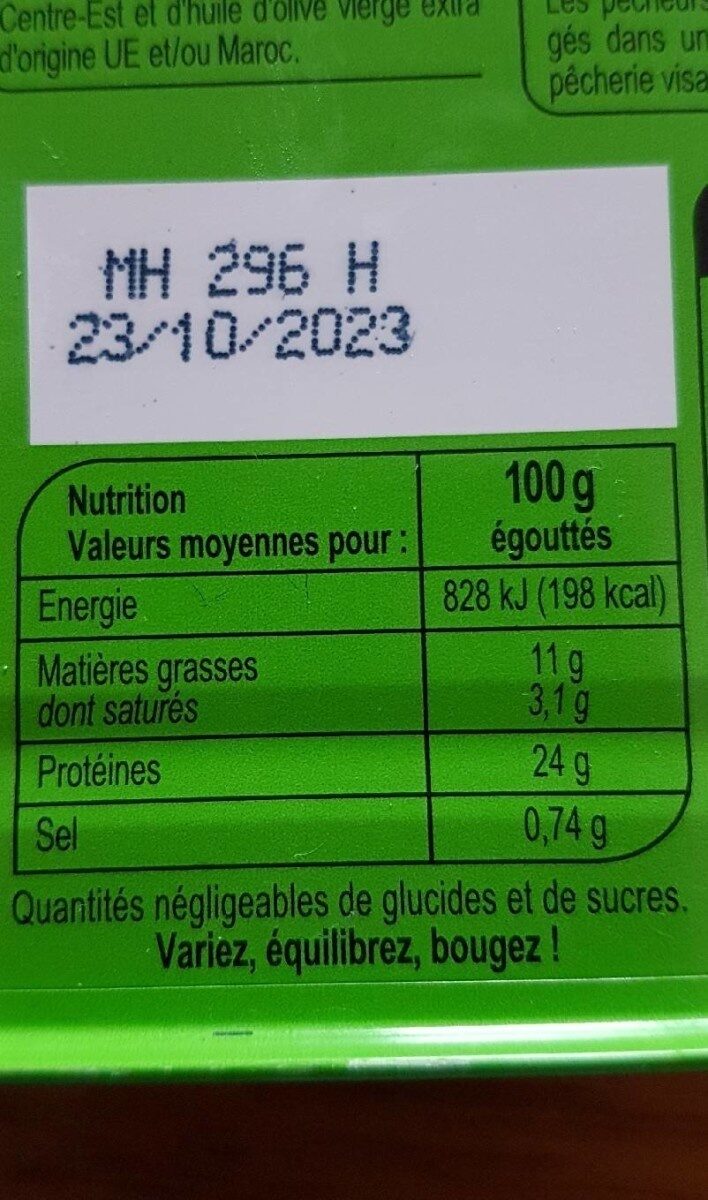 Centre-Est et d'huile d'olive vierge extra
d'origine UE et/ou Maroc.
Les pêcheurs
gés dans un
pêcherie visa
MH 296 H
23/10/2023
Nutrition
Valeurs moyennes pour :
100 g
égouttés
Energie
828 kJ (198 kcal)
Matières grasses
11 g
dont saturés
3,1 g
Protéines
24 g
Sel
0,74 g
Quantités négligeables de glucides et de sucres.
Variez, équilibrez, bougez !